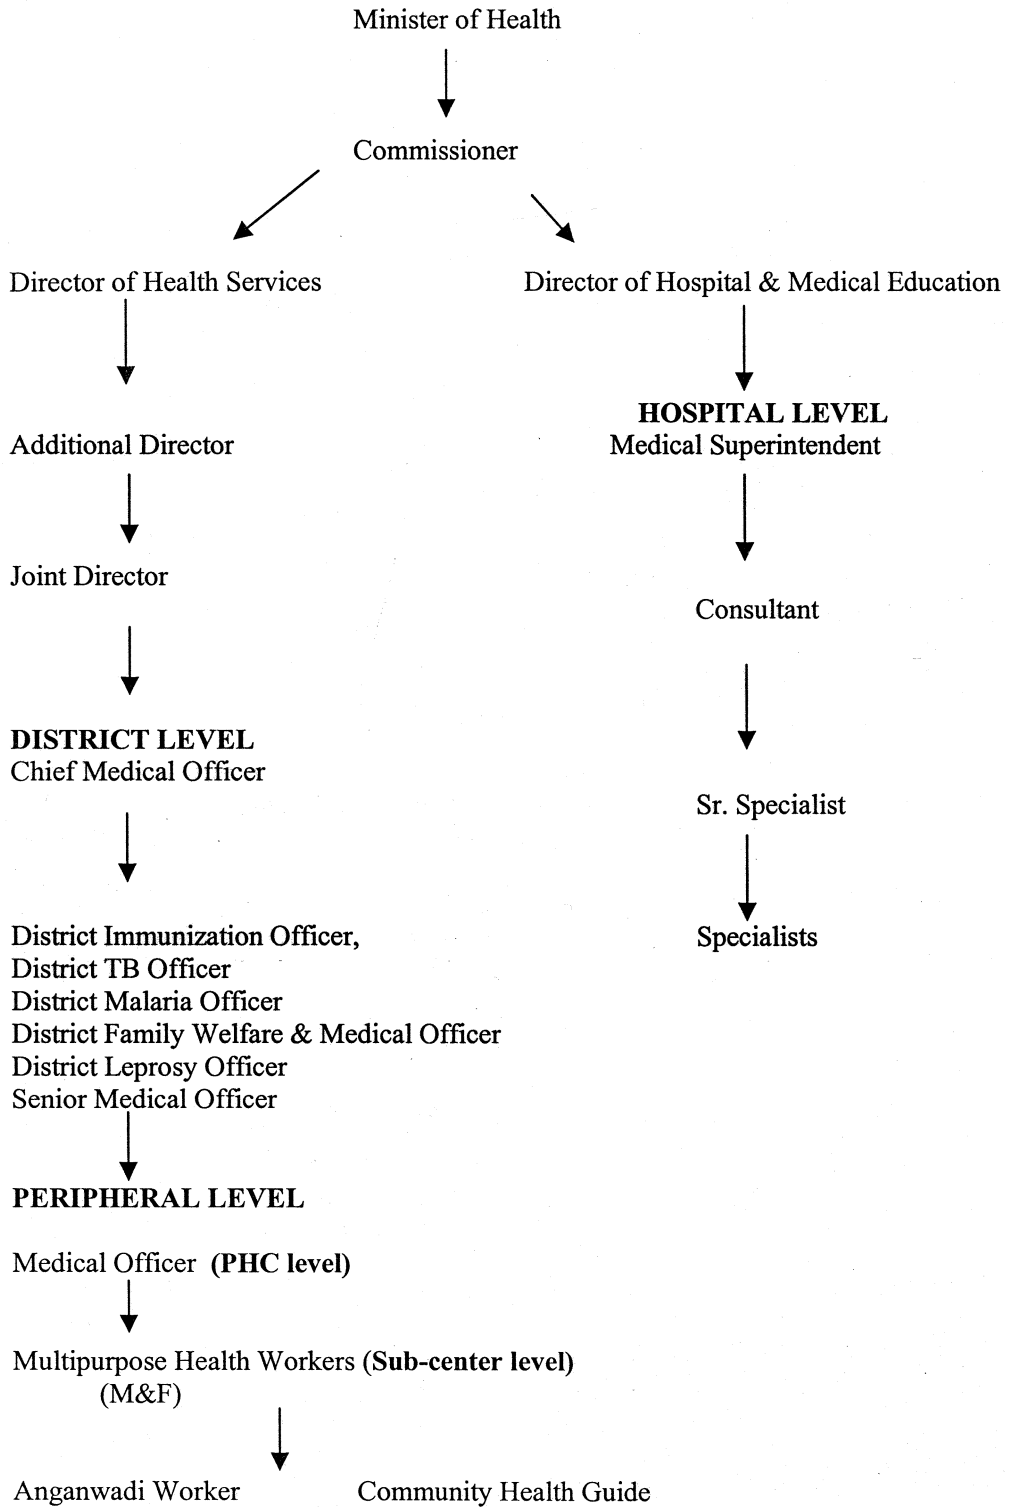 Minister of Health
Commissioner
Director of Health Services
Director of Hospital & Medical Education
HOSPITAL LEVEL
Additional Director
Medical Superintendent
Joint Director
Consultant
DISTRICT LEVEL
Chief Medical Officer
Sr. Specialist
District Immunization Officer,
Specialists
District TB Officer
District Malaria Officer
District Family Welfare & Medical Officer
District Leprosy Officer
Senior Medical Officer
PERIPHERAL LEVEL
Medical Officer (PHC level)
Multipurpose Health Workers (Sub-center level)
(M&F)
Anganwadi Worker
Community Health Guide